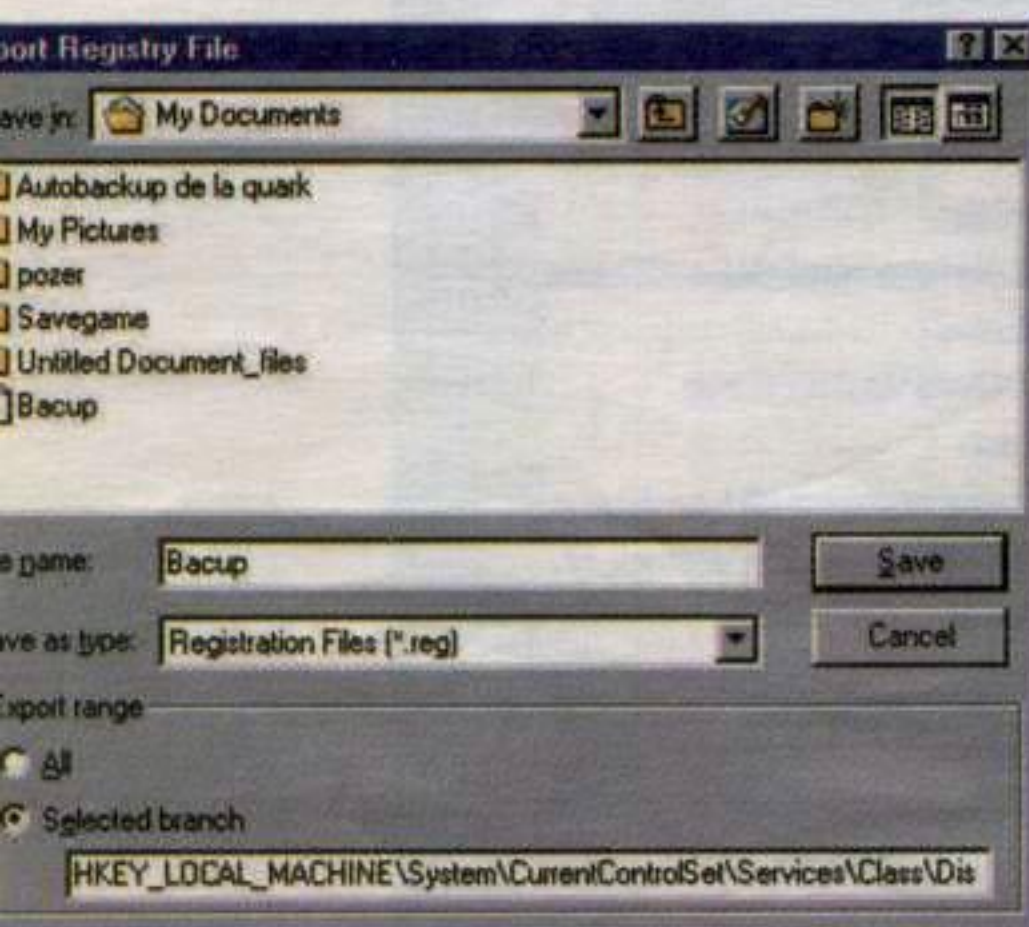 port Registry File
ave in: My Documents
Autobackup de la quark
My Pictures
pozer
Savegame
Untitled Document_files
Bacup
e name: Bacup
Save
ave as type: Registration Files (*.reg)
Cancel
Export range
All
Selected branch
HKEY_LOCAL_MACHINE\System\CurrentControlSet\Services\Class\Dis